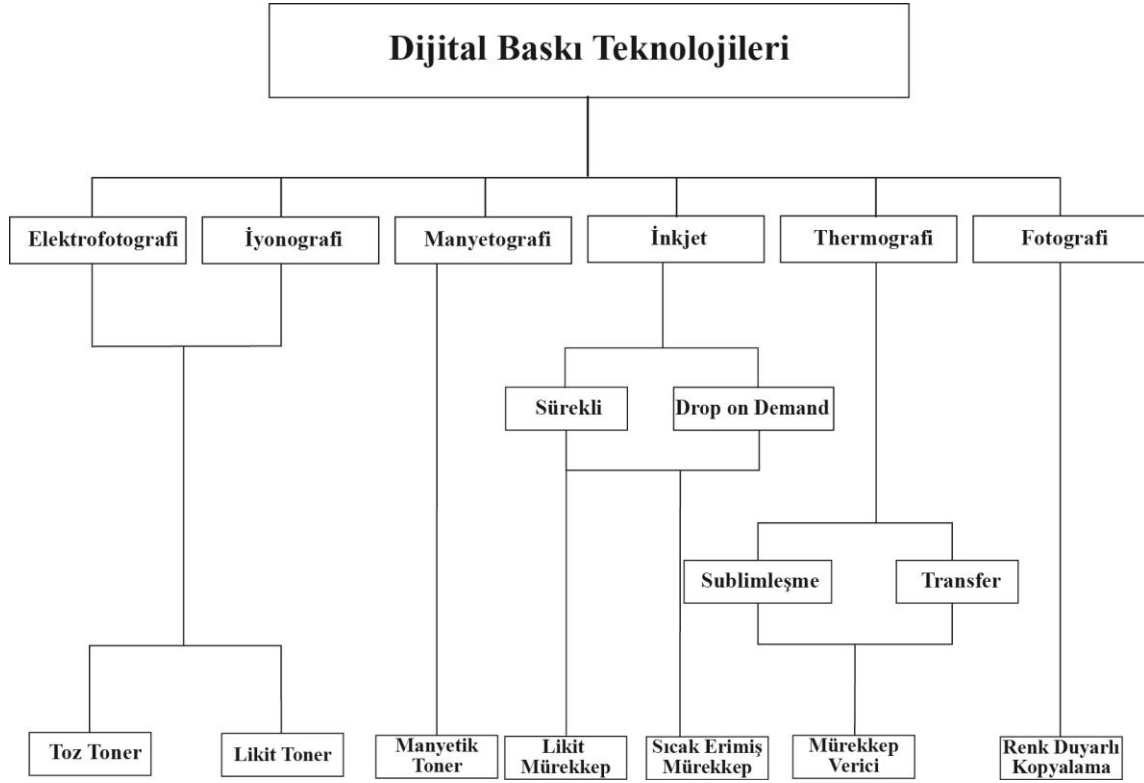 Dijital Baskı Teknolojileri
Elektrofotografi
İyonografi
Manyetografi
İnkjet
Thermografi
Fotografi
Sürekli
Drop on Demand
Sublimleşme
Transfer
Toz Toner
Likit Toner
Manyetik
Toner
Likit
Mürekkep
Sıcak Erimiş
Mürekkep
Mürekkep
Verici
Renk Duyarlı
Kopyalama